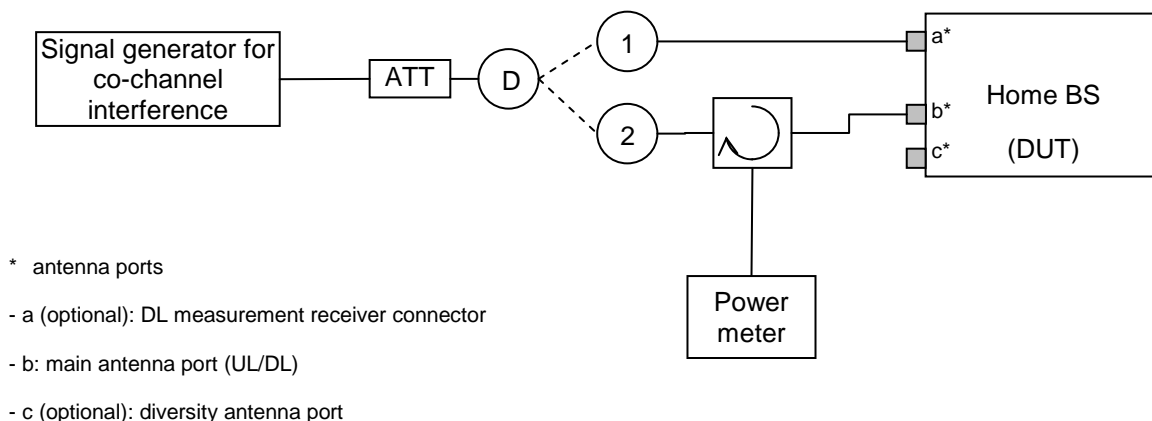 Signal generator for
co-channel
interference
ATT
D
1
2
a*
b*
c*
Home BS
(DUT)
Power
meter
* antenna ports
- a (optional): DL measurement receiver connector
- b: main antenna port (UL/DL)
- c (optional): diversity antenna port